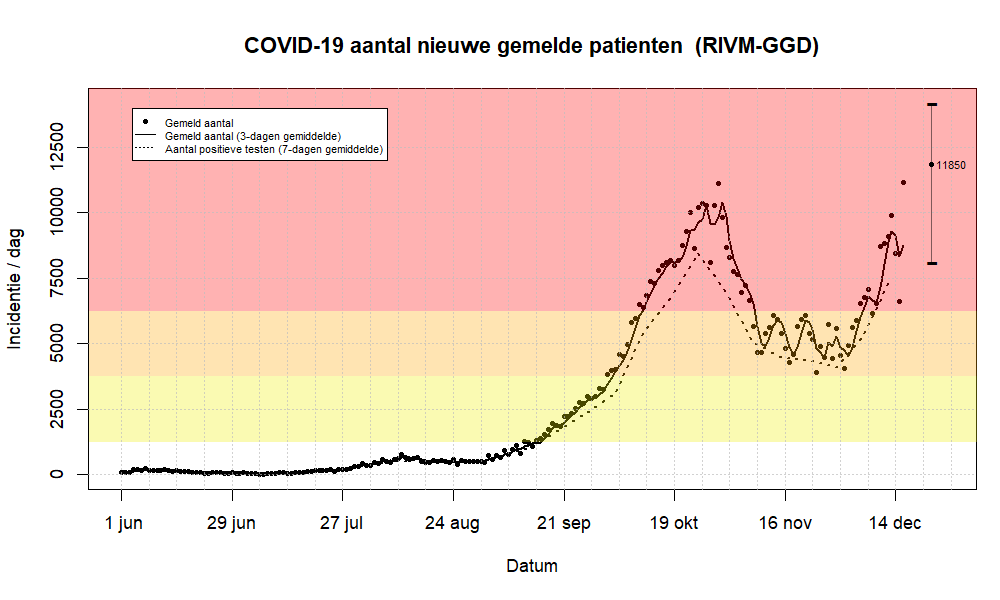 COVID-19 aantal nieuwe gemelde patienten  (RIVM-GGD)
Gemeld aantal
Gemeld aantal (3-dagen gemiddelde)
Aantal positieve testen (7-dagen gemiddelde)
Incidentie / dag
12500
10000
7500
5000
2500
0
11850
1 jun
29 jun
27 jul
24 aug
21 sep
19 okt
16 nov
14 dec
Datum